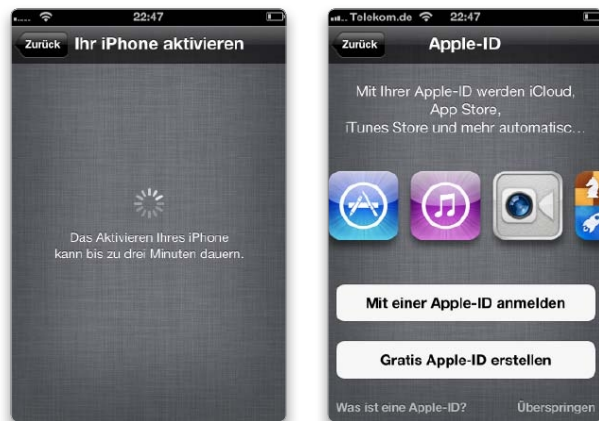 22:47
Zurück Ihr iPhone aktivieren
Das Aktivieren Ihres iPhone
kann bis zu drei Minuten dauern.
Telekom.de 22:47
Zurück Apple-ID
Mit Ihrer Apple-ID werden iCloud,
App Store,
iTunes Store und mehr automatisc…
Mit einer Apple-ID anmelden
Gratis Apple-ID erstellen
Was ist eine Apple-ID? Überspringen